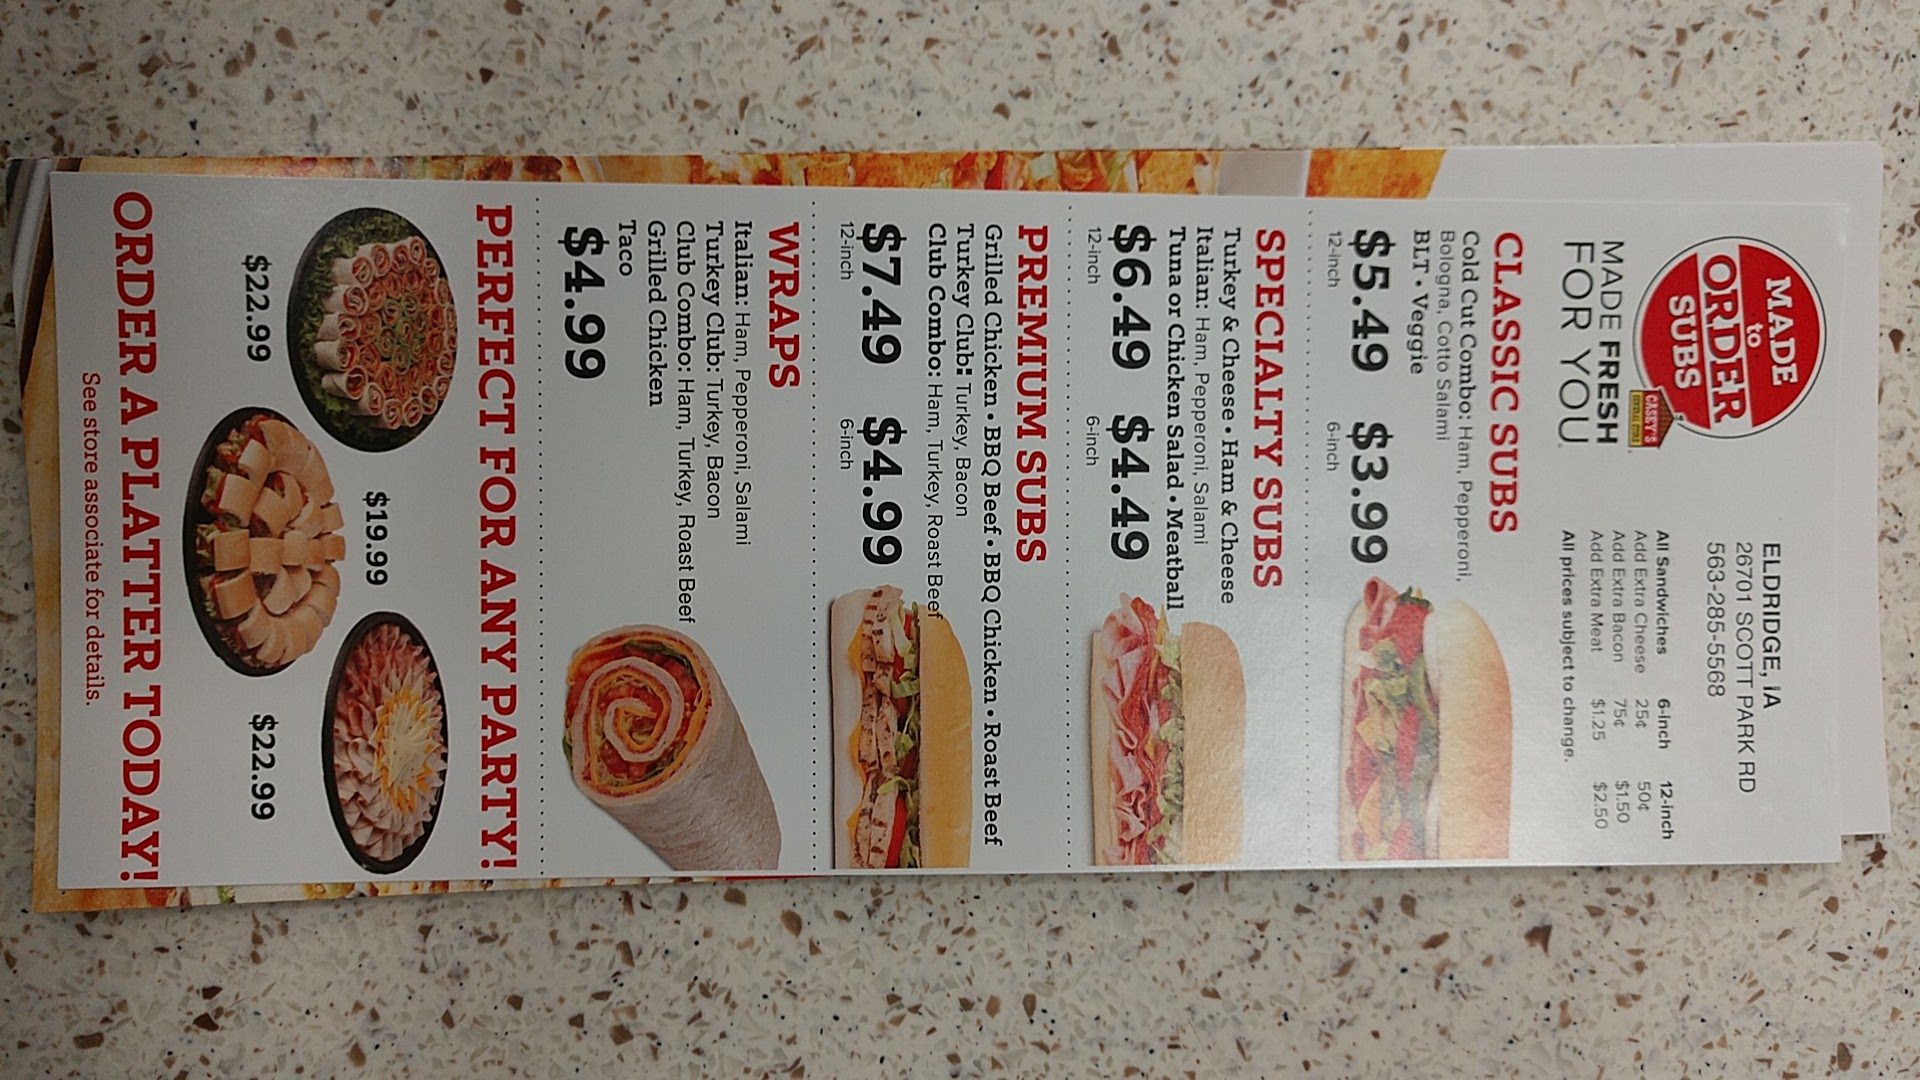 MADE
to
ORDER
SUBS
CASEY'S
GENERAL STORE
MADE FRESH
FOR YOU.
ELDRIDGE, IA
26701 SCOTT PARK RD
563-285-5568
All Sandwiches 6-inch 12-inch
Add Extra Cheese 25¢ 50¢
Add Extra Bacon 75¢ $1.50
Add Extra Meat $1.25 $2.50
All prices subject to change.
CLASSIC SUBS
Cold Cut Combo: Ham, Pepperoni,
Bologna, Cotto Salami
BLT • Veggie
$5.49 $3.99
12-inch 6-inch
SPECIALTY SUBS
Turkey & Cheese • Ham & Cheese
Italian: Ham, Pepperoni, Salami
Tuna or Chicken Salad • Meatball
$6.49 $4.49
12-inch 6-inch
PREMIUM SUBS
Grilled Chicken • BBQ Beef • BBQ Chicken • Roast Beef
Turkey Club: Turkey, Bacon
Club Combo: Ham, Turkey, Roast Beef
$7.49 $4.99
12-inch 6-inch
WRAPS
Italian: Ham, Pepperoni, Salami
Turkey Club: Turkey, Bacon
Club Combo: Ham, Turkey, Roast Beef
Grilled Chicken
Taco
$4.99
PERFECT FOR ANY PARTY!
$22.99
$19.99
$22.99
ORDER A PLATTER TODAY!
See store associate for details.